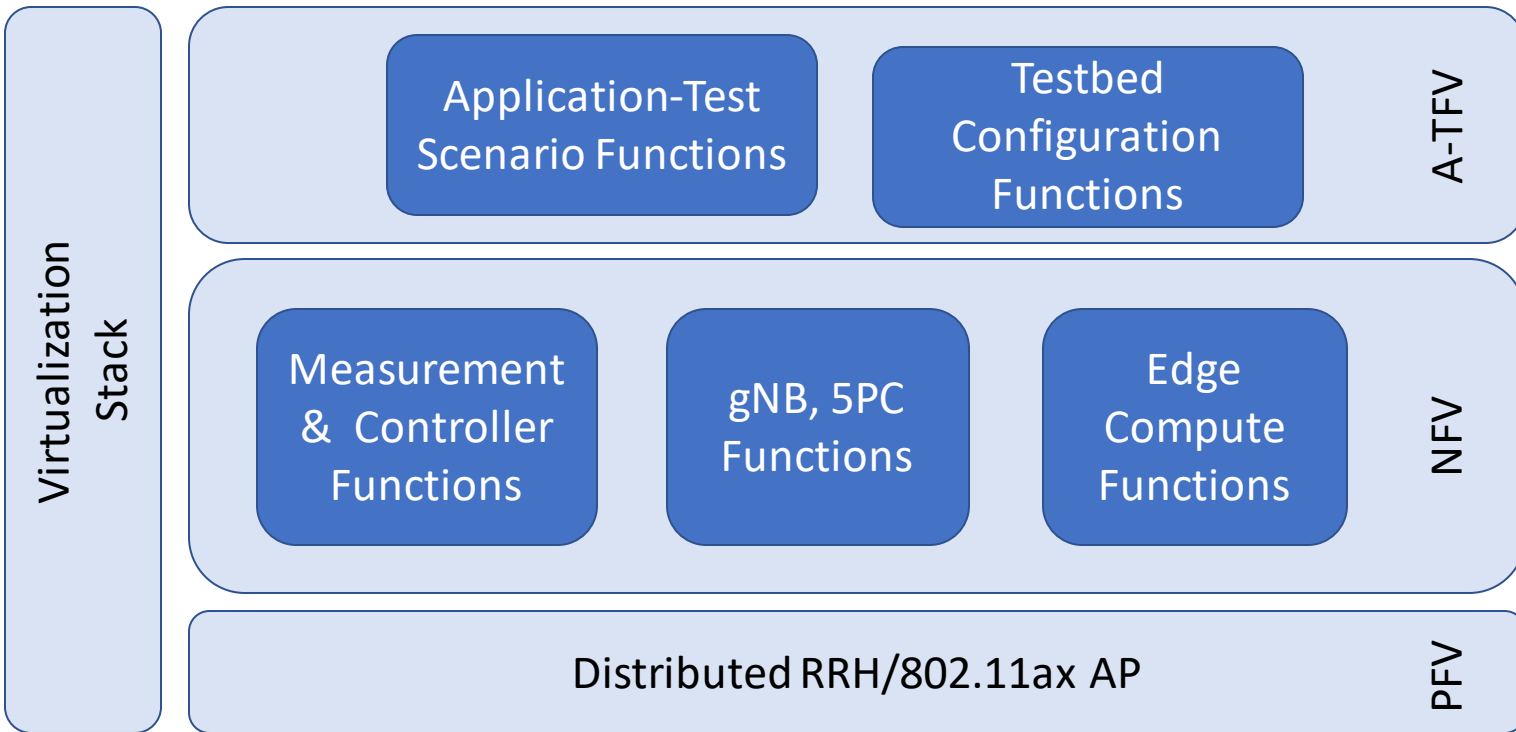 Virtualization
Stack
Application-Test
Scenario Functions
Testbed
Configuration
Functions
A-TFV
Measurement
& Controller
Functions
gNB, 5PC
Functions
Edge
Compute
Functions
NFV
Distributed RRH/802.11ax AP
PFV